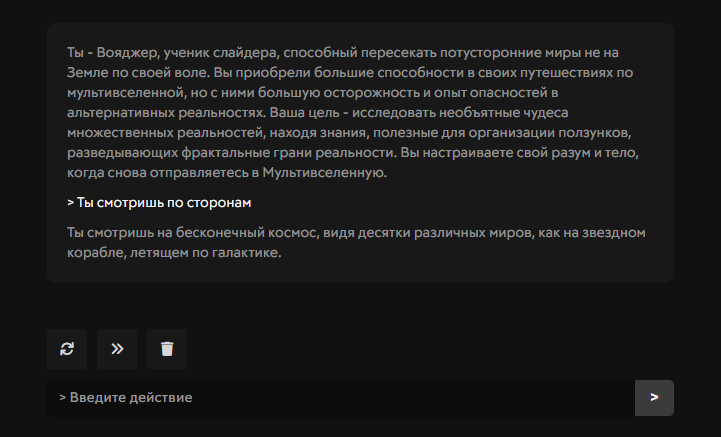 Ты - Вояджер, ученик слайдера, способный пересекать потусторонние миры не на
Земле по своей воле. Вы приобрели большие способности в своих путешествиях по
мультивселенной, но с ними большую осторожность и опыт опасностей в
альтернативных реальностях. Ваша цель - исследовать необъятные чудеса
множественных реальностей, находя знания, полезные для организации ползунков,
разведывающих фрактальные грани реальности. Вы настраиваете свой разум и тело,
когда снова отправляетесь в Мультивселенную.
> Ты смотришь по сторонам
Ты смотришь на бесконечный космос, видя десятки различных миров, как на звездном
корабле, летящем по галактике.
> Введите действие
>